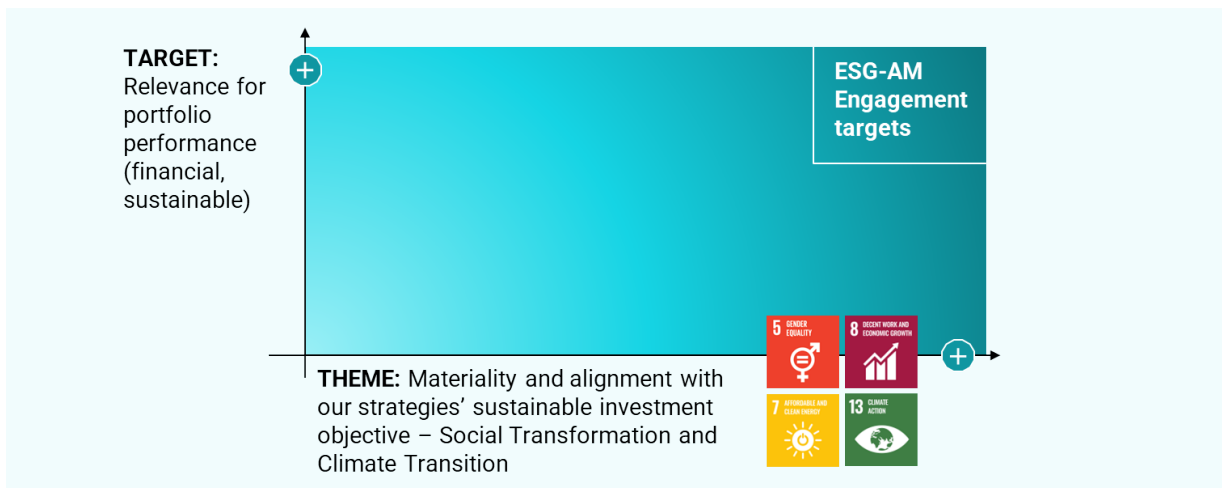 TARGET:
Relevance for
portfolio
performance
(financial,
sustainable)
ESG-AM
Engagement
targets
5 GENDER
EQUALITY
8 DECENT WORK AND
ECONOMIC GROWTH
7 AFFORDABLE AND
CLEAN ENERGY
13 CLIMATE
ACTION
THEME: Materiality and alignment with
our strategies’ sustainable investment
objective – Social Transformation and
Climate Transition